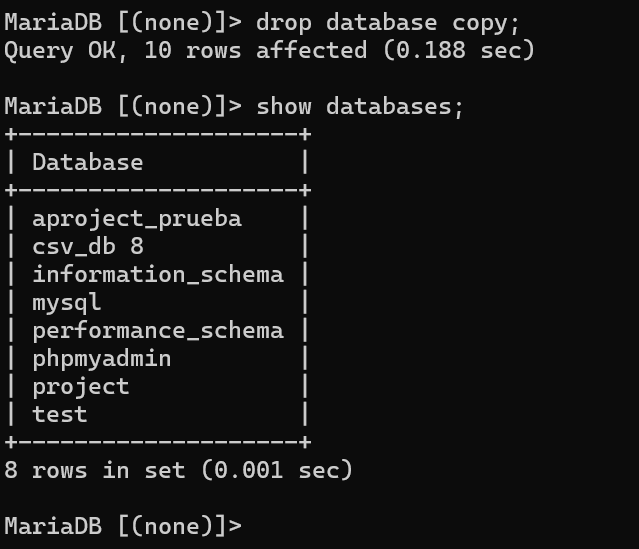 MariaDB [(none)]> drop database copy;
Query OK, 10 rows affected (0.188 sec)
MariaDB [(none)]> show databases;
+--------------------+
| Database           |
+--------------------+
| aproject_prueba    |
| csv_db 8           |
| information_schema |
| mysql              |
| performance_schema |
| phpmyadmin         |
| project            |
| test               |
+--------------------+
8 rows in set (0.001 sec)
MariaDB [(none)]>